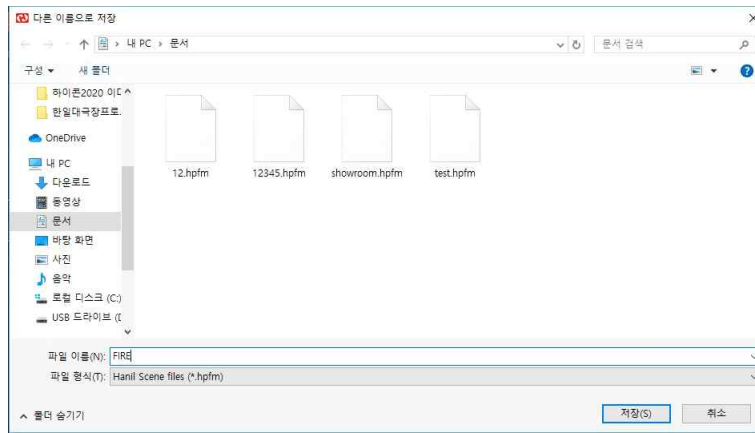 다른 이름으로 저장
내 PC > 문서
문서 검색
구성
새 폴더
하이콘2020 이
한일대극장프로
OneDrive
내 PC
다운로드
동영상
문서
바탕 화면
사진
음악
로컬 디스크 (C:)
USB 드라이브 (
12.hpfm
12345.hpfm
showroom.hpfm
test.hpfm
파일 이름(N): FIRE
파일 형식(T): Hanil Scene files (*.hpfm)
폴더 숨기기
저장(S)
취소